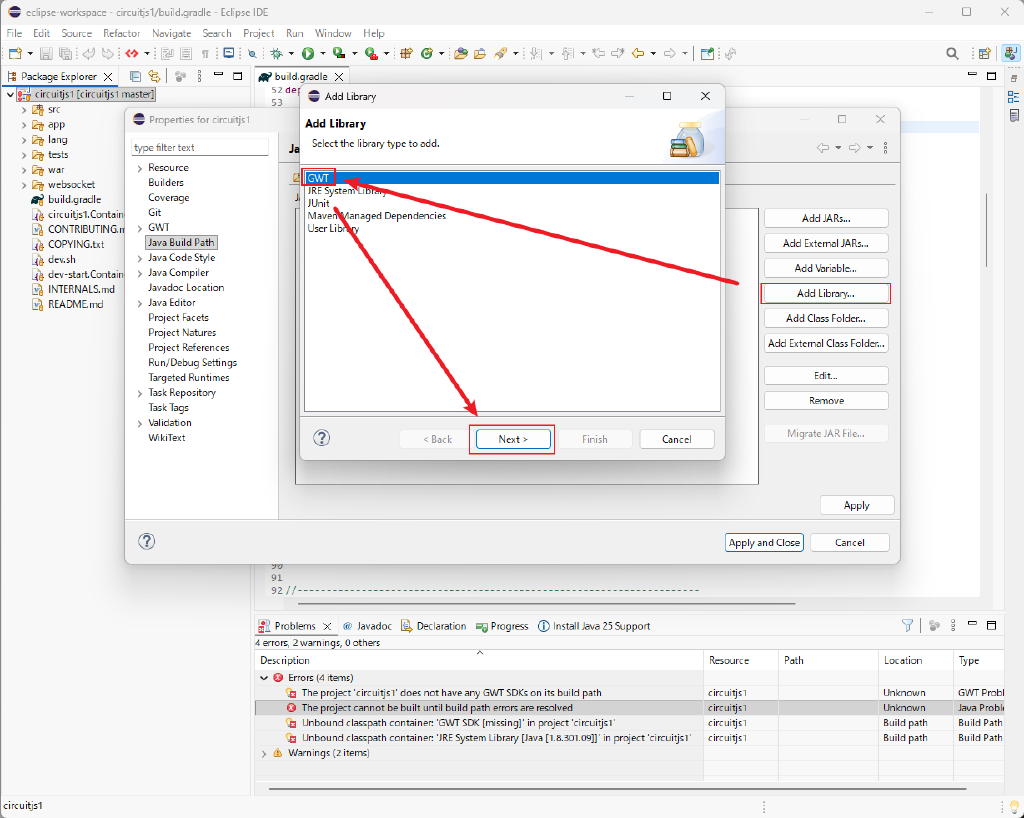 eclipse-workspace - circuitjs1/build.gradle - Eclipse IDE
File Edit Source Refactor Navigate Search Project Run Window Help
Package Explorer
build.gradle
circuitjs1 [circuitjs1 master]
src
app
lang
tests
war
websocket
build.gradle
circuitjs1.Contain
CONTRIBUTING.m
COPYING.txt
dev.sh
dev-start.Contain
INTERNALS.md
README.md
52 dep
53
Properties for circuitjs1
type filter text
Resource
Builders
Coverage
Git
GWT
Java Build Path
Java Code Style
Java Compiler
Javadoc Location
Java Editor
Project Facets
Project Natures
Project References
Run/Debug Settings
Targeted Runtimes
Task Repository
Task Tags
Validation
WikiText
Ja
Add Library
Add Library
Select the library type to add.
GWT
JRE System Library
JUnit
Maven Managed Dependencies
User Library
< Back
Next >
Finish
Cancel
Add JARs...
Add External JARs...
Add Variable...
Add Library...
Add Class Folder...
Add External Class Folder...
Edit...
Remove
Migrate JAR File...
Apply
Apply and Close
Cancel
90
91
92 //----------------------------------------------------------------------
Problems Javadoc Declaration Progress Install Java 25 Support
4 errors, 2 warnings, 0 others
Description Resource Path Location Type
Errors (4 items)
The project 'circuitjs1' does not have any GWT SDKs on its build path circuitjs1 Unknown GWT Probl
The project cannot be built until build path errors are resolved circuitjs1 Unknown Java Proble
Unbound classpath container: 'GWT SDK [missing]' in project 'circuitjs1' circuitjs1 Build path Build Path
Unbound classpath container: 'JRE System Library [Java [1.8.301.09]]' in project 'circuitjs1' circuitjs1 Build path Build Path
Warnings (2 items)
circuitjs1